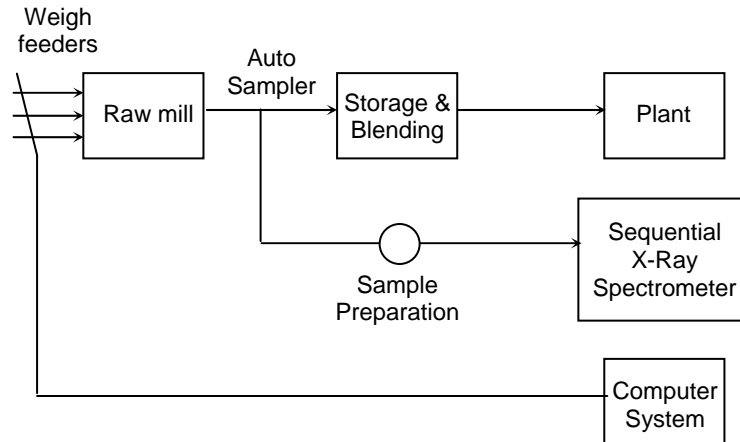 Weigh
feeders
Auto
Sampler
Raw mill
Storage &
Blending
Plant
Sequential
X-Ray
Spectrometer
Sample
Preparation
Computer
System